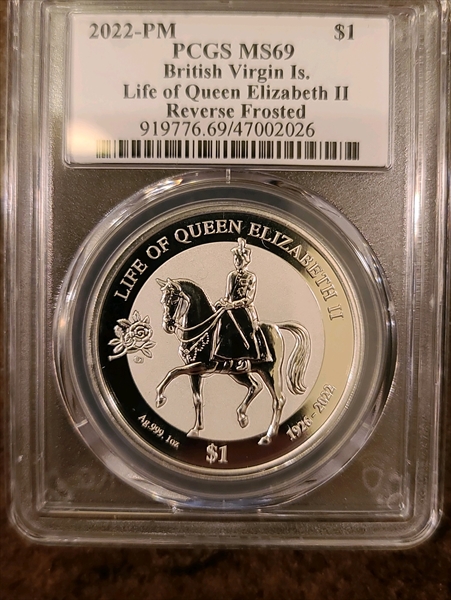 2022-PM $1
PCGS MS69
British Virgin Is.
Life of Queen Elizabeth II
Reverse Frosted
919776.69/47002026
LIFE OF QUEEN ELIZABETH II
Ag.999, 1oz
$1
1926 - 2022